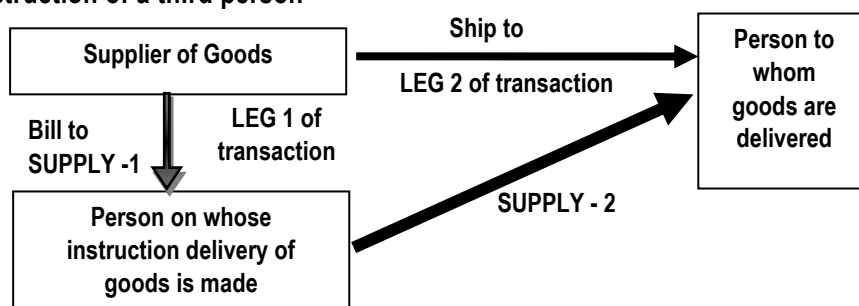 struction of a third person
Supplier of Goods
Ship to
LEG 2 of transaction
Person to
whom
goods are
delivered
Bill to
SUPPLY -1
LEG 1 of
transaction
SUPPLY - 2
Person on whose
instruction delivery of
goods is made